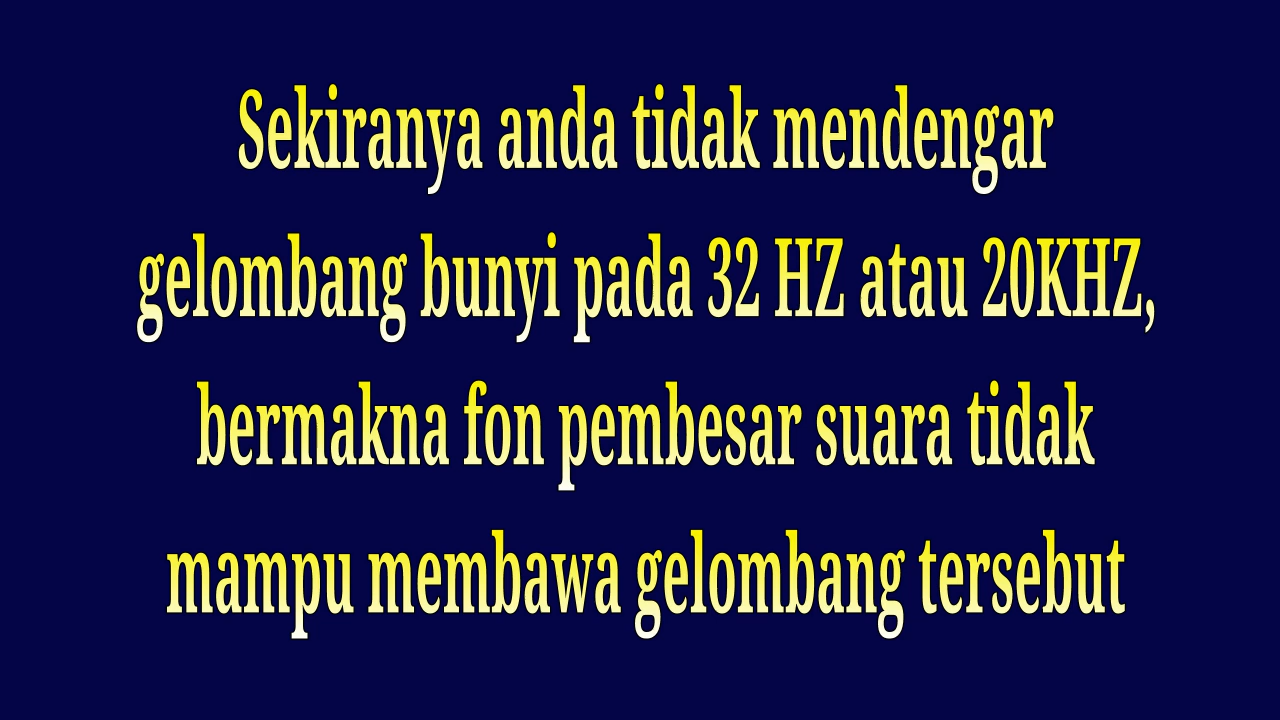 Sekiranya anda tidak mendengar
gelombang bunyi pada 32 HZ atau 20KHZ,
bermakna fon pembesar suara tidak
mampu membawa gelombang tersebut